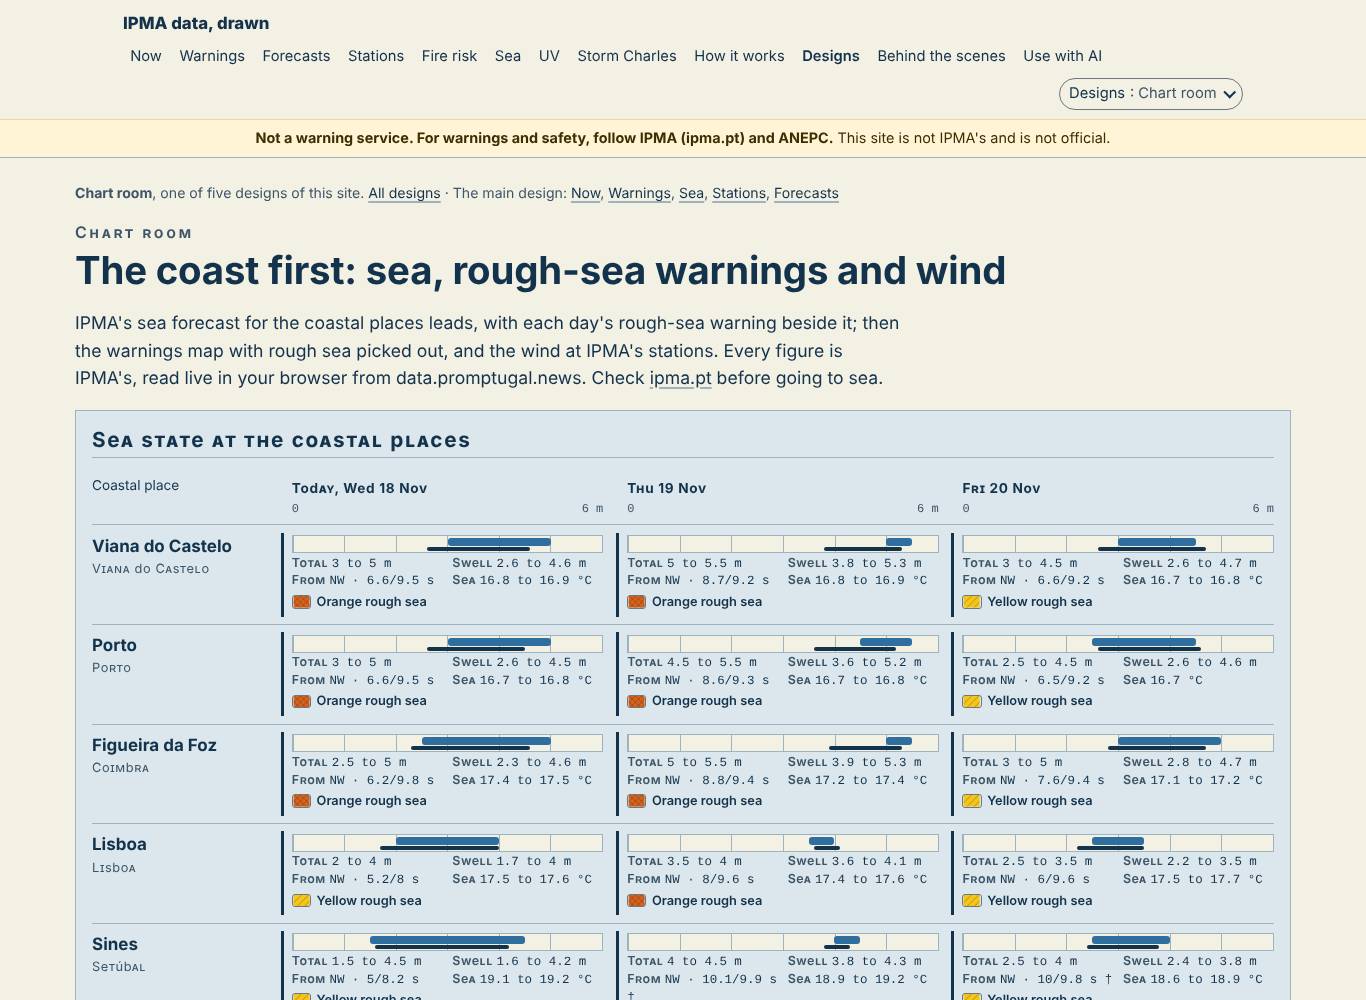 IPMA data, drawn
Now Warnings Forecasts Stations Fire risk Sea UV Storm Charles How it works Designs Behind the scenes Use with AI
Designs : Chart room
Not a warning service. For warnings and safety, follow IPMA (ipma.pt) and ANEPC. This site is not IPMA's and is not official.
Chart room, one of five designs of this site. All designs · The main design: Now, Warnings, Sea, Stations, Forecasts
Chart room
The coast first: sea, rough-sea warnings and wind
IPMA's sea forecast for the coastal places leads, with each day's rough-sea warning beside it; then
the warnings map with rough sea picked out, and the wind at IPMA's stations. Every figure is
IPMA's, read live in your browser from data.promptugal.news. Check ipma.pt before going to sea.
Sea state at the coastal places
Coastal place Today, Wed 18 Nov Thu 19 Nov Fri 20 Nov
0 6 m 0 6 m 0 6 m
Viana do Castelo
Viana do Castelo
Total 3 to 5 m Swell 2.6 to 4.6 m Total 5 to 5.5 m Swell 3.8 to 5.3 m Total 3 to 4.5 m Swell 2.6 to 4.7 m
From NW · 6.6/9.5 s Sea 16.8 to 16.9 °C From NW · 8.7/9.2 s Sea 16.8 to 16.9 °C From NW · 6.6/9.2 s Sea 16.7 to 16.8 °C
Orange rough sea Orange rough sea Yellow rough sea
Porto
Porto
Total 3 to 5 m Swell 2.6 to 4.5 m Total 4.5 to 5.5 m Swell 3.6 to 5.2 m Total 2.5 to 4.5 m Swell 2.6 to 4.6 m
From NW · 6.6/9.5 s Sea 16.7 to 16.8 °C From NW · 8.6/9.3 s Sea 16.7 to 16.8 °C From NW · 6.5/9.2 s Sea 16.7 °C
Orange rough sea Orange rough sea Yellow rough sea
Figueira da Foz
Coimbra
Total 2.5 to 5 m Swell 2.3 to 4.6 m Total 5 to 5.5 m Swell 3.9 to 5.3 m Total 3 to 5 m Swell 2.8 to 4.7 m
From NW · 6.2/9.8 s Sea 17.4 to 17.5 °C From NW · 8.8/9.4 s Sea 17.2 to 17.4 °C From NW · 7.6/9.4 s Sea 17.1 to 17.2 °C
Orange rough sea Orange rough sea Yellow rough sea
Lisboa
Lisboa
Total 2 to 4 m Swell 1.7 to 4 m Total 3.5 to 4 m Swell 3.6 to 4.1 m Total 2.5 to 3.5 m Swell 2.2 to 3.5 m
From NW · 5.2/8 s Sea 17.5 to 17.6 °C From NW · 8/9.6 s Sea 17.4 to 17.6 °C From NW · 6/9.6 s Sea 17.5 to 17.7 °C
Yellow rough sea Orange rough sea Yellow rough sea
Sines
Setúbal
Total 1.5 to 4.5 m Swell 1.6 to 4.2 m Total 4 to 4.5 m Swell 3.8 to 4.3 m Total 2.5 to 4 m Swell 2.4 to 3.8 m
From NW · 5/8.2 s Sea 19.1 to 19.2 °C From NW · 10.1/9.9 s † Sea 18.9 to 19.2 °C From NW · 10/9.8 s † Sea 18.6 to 18.9 °C
Yellow rough sea Yellow rough sea